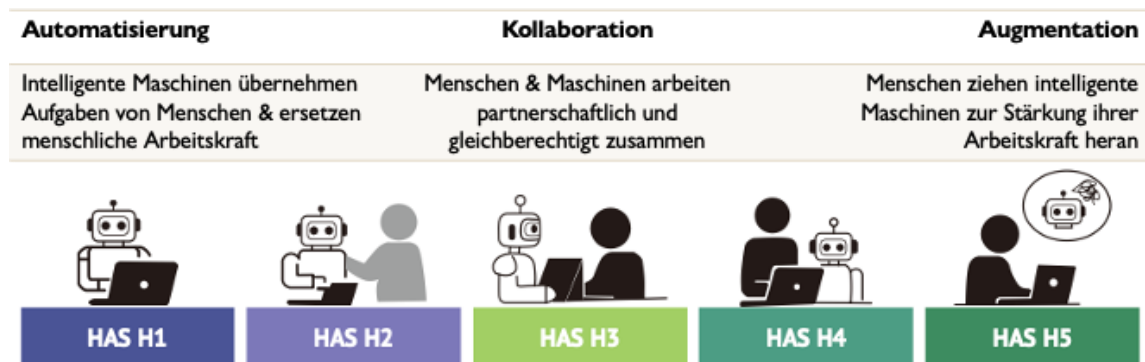 Automatisierung
Kollaboration
Augmentation
Intelligente Maschinen übernehmen
Aufgaben von Menschen & ersetzen
menschliche Arbeitskraft
Menschen & Maschinen arbeiten
partnerschaftlich und
gleichberechtigt zusammen
Menschen ziehen intelligente
Maschinen zur Stärkung ihrer
Arbeitskraft heran
HAS H1
HAS H2
HAS H3
HAS H4
HAS H5